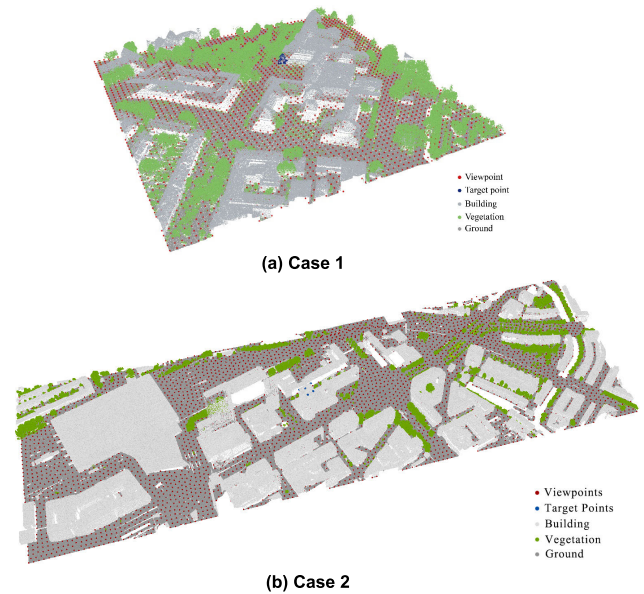 Viewpoint
Target point
Building
Vegetation
Ground
(a) Case 1
Viewpoints
Target Points
Building
Vegetation
Ground
(b) Case 2